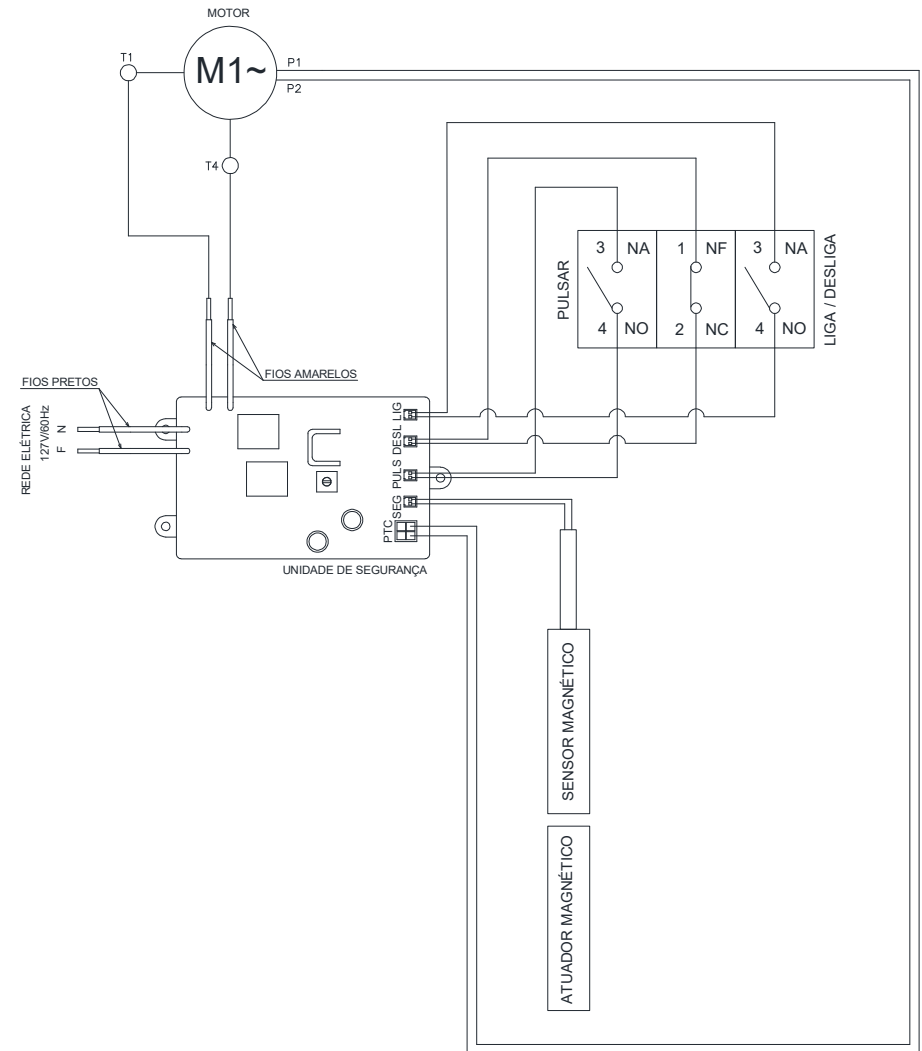 MOTOR
T1
M1~
P1
P2
T4
3 NA
1 NF
3 NA
PULSAR
LIGA / DESLIGA
4 NO
2 NC
4 NO
FIOS AMARELOS
FIOS PRETOS
REDE ELÉTRICA
127V/60Hz
N
F
LIG
DESL
PULS
SEG
PTC
UNIDADE DE SEGURANÇA
SENSOR MAGNÉTICO
ATUADOR MAGNÉTICO